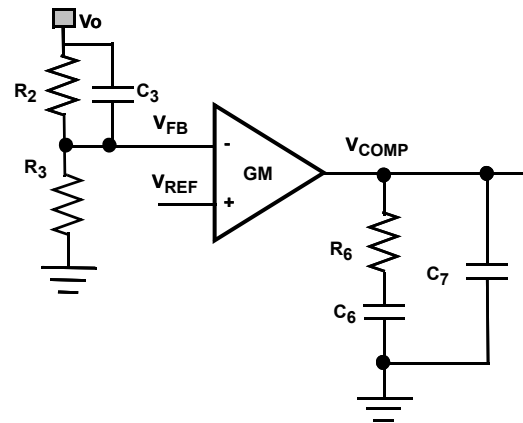 Vo
R2
C3
VFB
R3
VREF
-
+
GM
VCOMP
R6
C6
C7